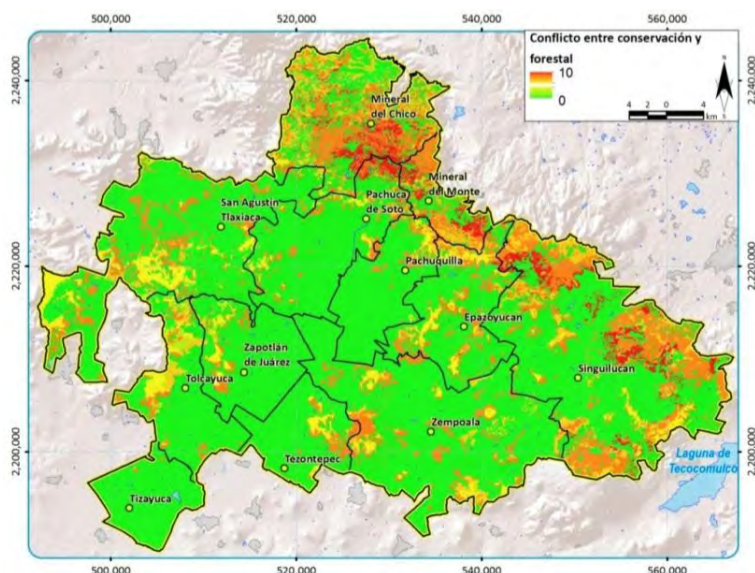 500,000
520,000
540,000
560,000
Conflicto entre conservación y
forestal
10
0
N
S
4 2 0 4
km
2,240,000
2,240,000
Mineral
del Chico
Mineral
del Monte
San Agustín
Tlaxiaca
Pachuca
de Soto
2,220,000
2,220,000
Pachuquilla
Epazoyucan
Zapotlán
de Juárez
Singuilucan
Tolcayuca
Zempoala
2,200,000
2,200,000
Tezontepec
Laguna de
Tecocomulco
Tizayuca
500,000
520,000
540,000
560,000